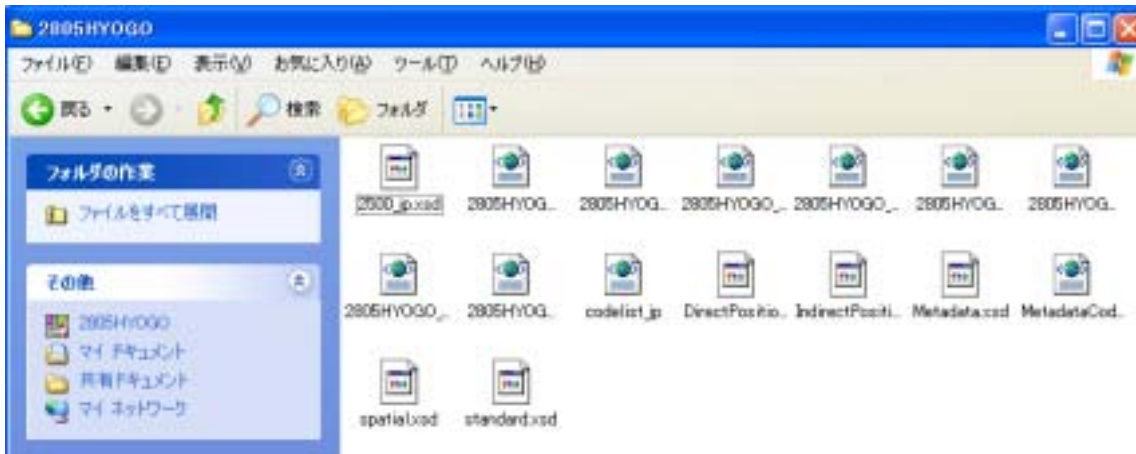 2805HYOGO
ファイル(F) 編集(E) 表示(V) お気に入り(A) ツール(T) ヘルプ(H)
戻る 検索 フォルダ
フォルダの作業
ファイルをすべて展開
その他
2805HYOGO
マイ ドキュメント
共有ドキュメント
マイ ネットワーク
2500_jp.xsd 2805HYOG... 2805HYOG... 2805HYOGO_... 2805HYOGO_... 2805HYOG... 2805HYOG...
2805HYOGO_... 2805HYOG... codelist_jp DirectPositio... IndirectPositi... Metadata.xsd MetadataCod...
spatial.xsd standard.xsd